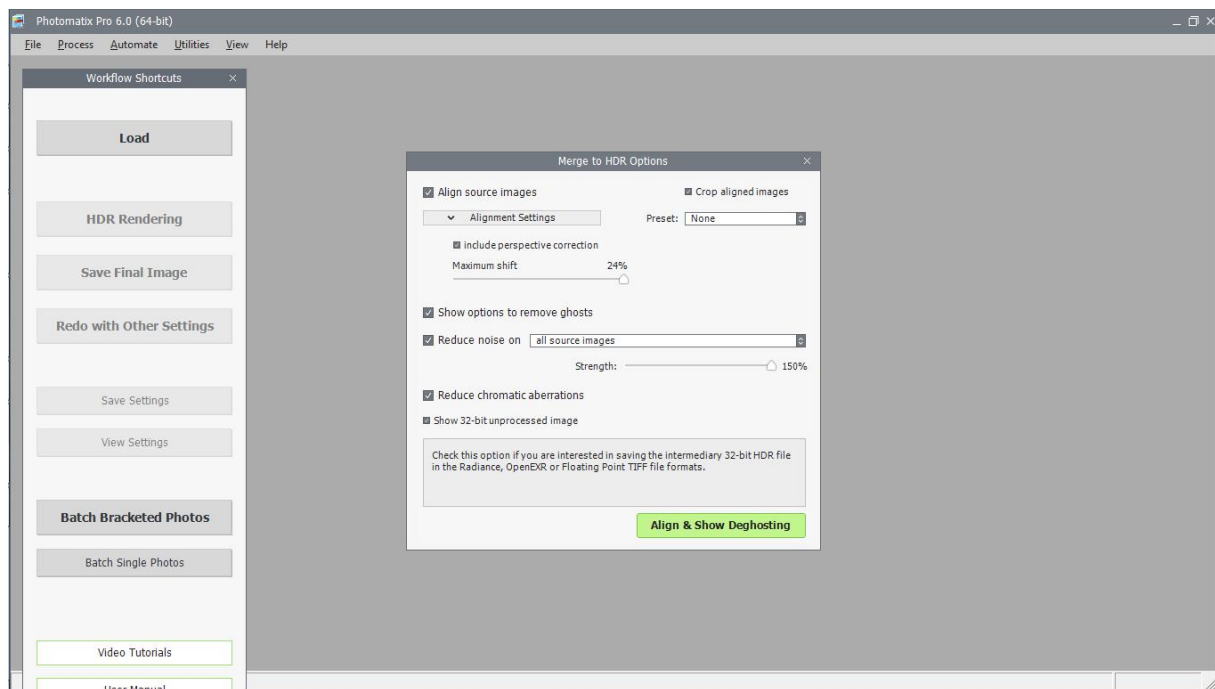 Photomatix Pro 6.0 (64-bit)
File Process Automate Utilities View Help
Workflow Shortcuts
Load
HDR Rendering
Save Final Image
Redo with Other Settings
Save Settings
View Settings
Batch Bracketed Photos
Batch Single Photos
Video Tutorials
User Manual
Merge to HDR Options
Align source images
Crop aligned images
Alignment Settings
Preset: None
include perspective correction
Maximum shift 24%
Show options to remove ghosts
Reduce noise on all source images
Strength: 150%
Reduce chromatic aberrations
Show 32-bit unprocessed image
Check this option if you are interested in saving the intermediary 32-bit HDR file
in the Radiance, OpenEXR or Floating Point TIFF file formats.
Align & Show Deghosting